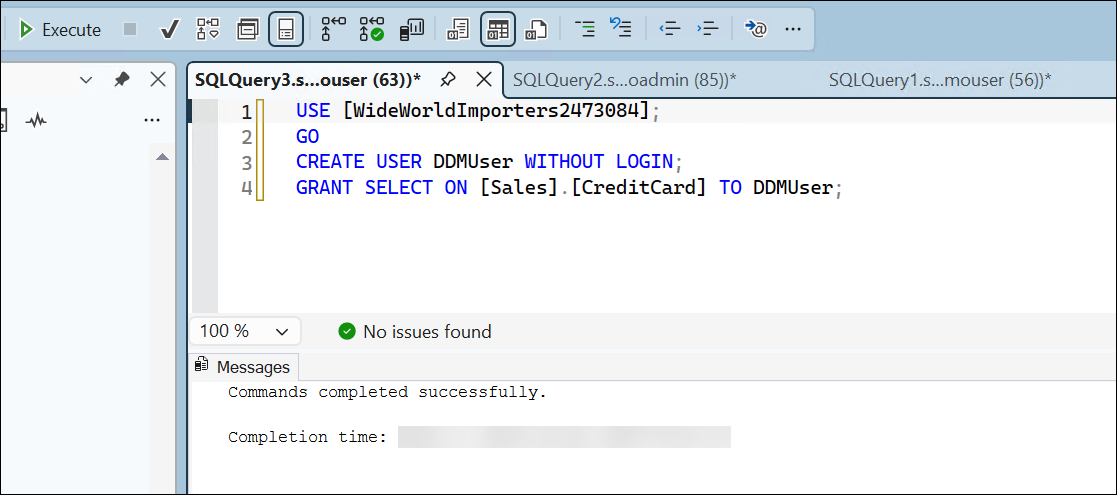 Execute
SQLQuery3.s...ouser (63))*
SQLQuery2.s...oadmin (85))*
SQLQuery1.s...mouser (56))*
1 USE [WideWorldImporters2473084];
2 GO
3 CREATE USER DDMUser WITHOUT LOGIN;
4 GRANT SELECT ON [Sales].[CreditCard] TO DDMUser;
100 %
No issues found
Messages
Commands completed successfully.
Completion time: